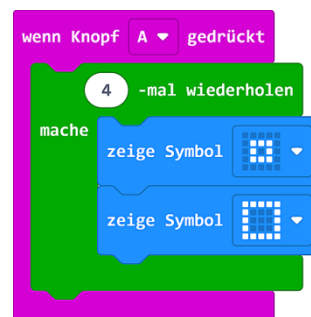 wenn Knopf A gedrückt
4 -mal wiederholen
mache
zeige Symbol
zeige Symbol